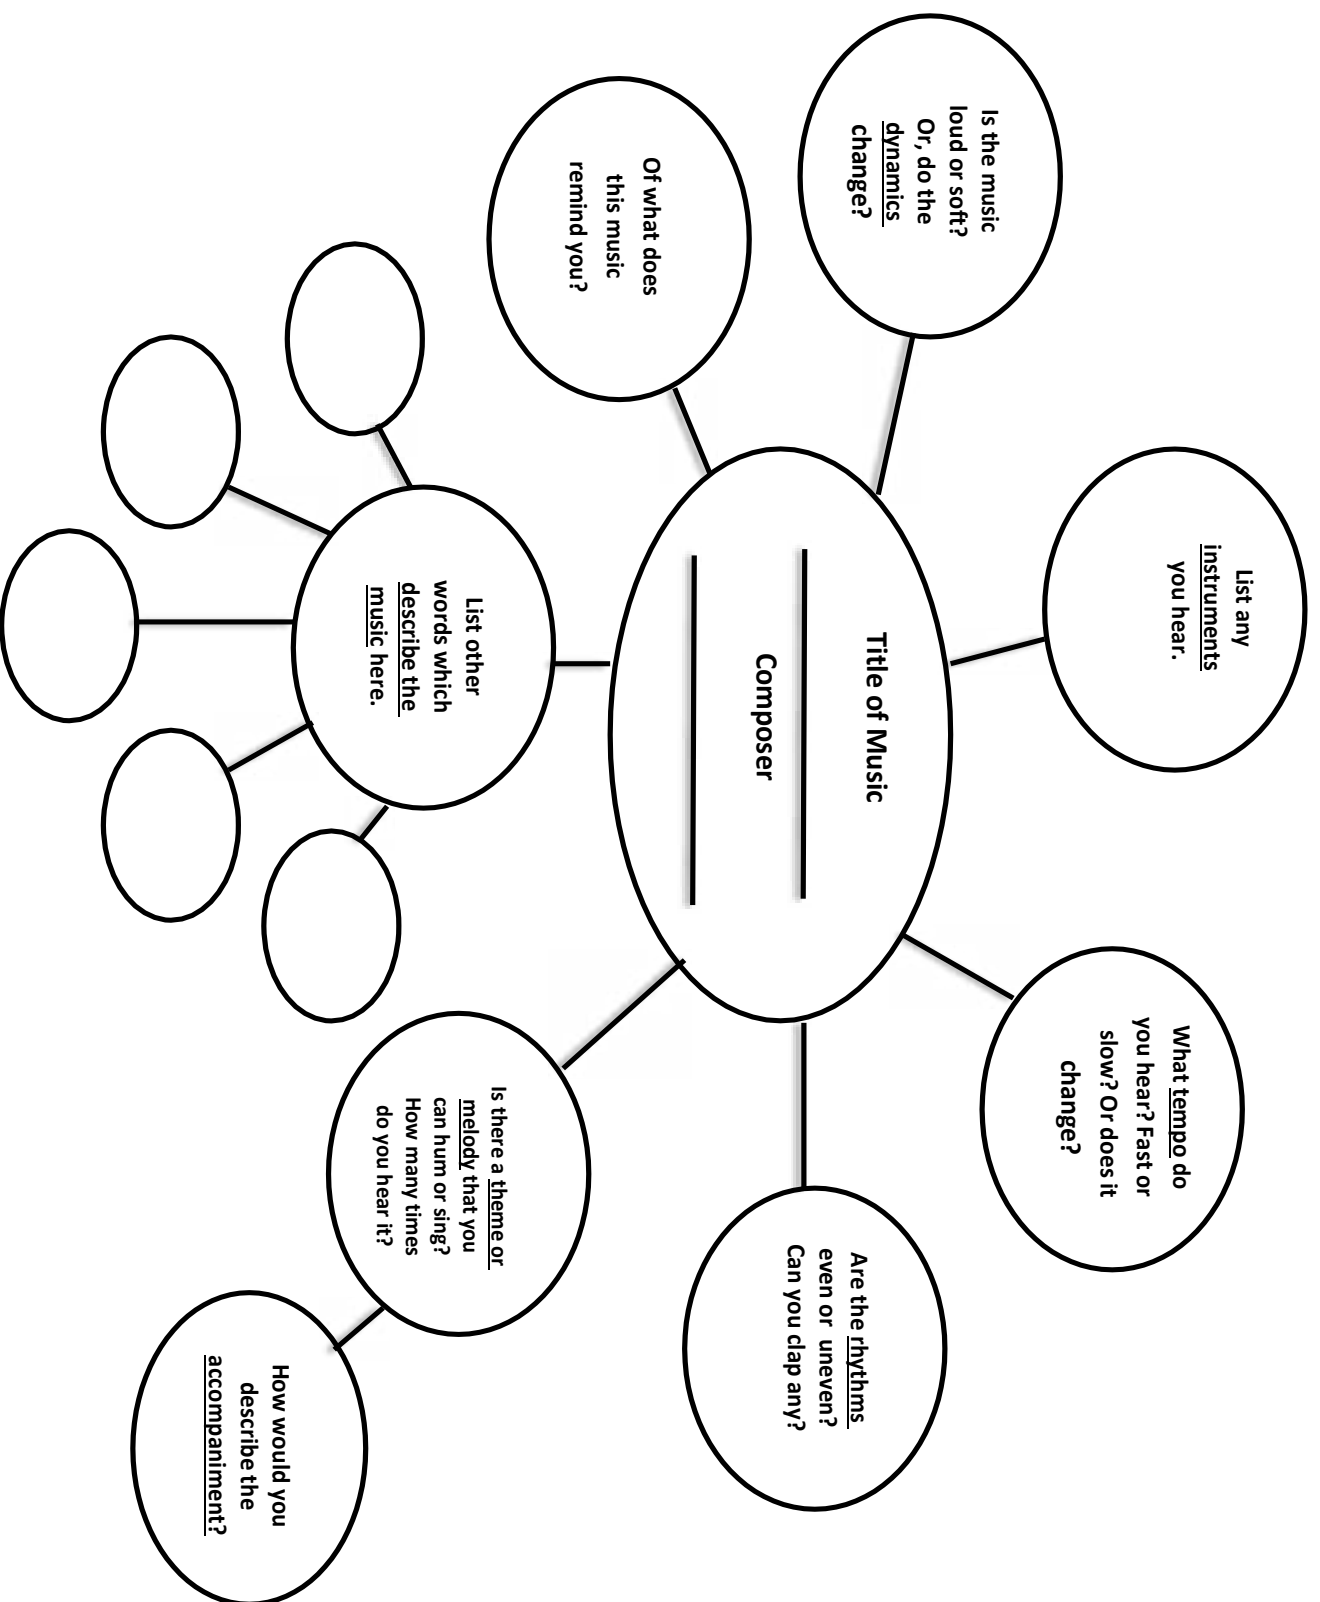 List any
instruments
you hear.
Is the music
loud or soft?
Or, do the
dynamics
change?
What tempo do
you hear? Fast or
slow? Or does it
change?
Title of Music
Composer
Of what does
this music
remind you?
Are the rhythms
even or uneven?
Can you clap any?
List other
words which
describe the
music here.
Is there a theme or
melody that you
can hum or sing?
How many times
do you hear it?
How would you
describe the
accompaniment?